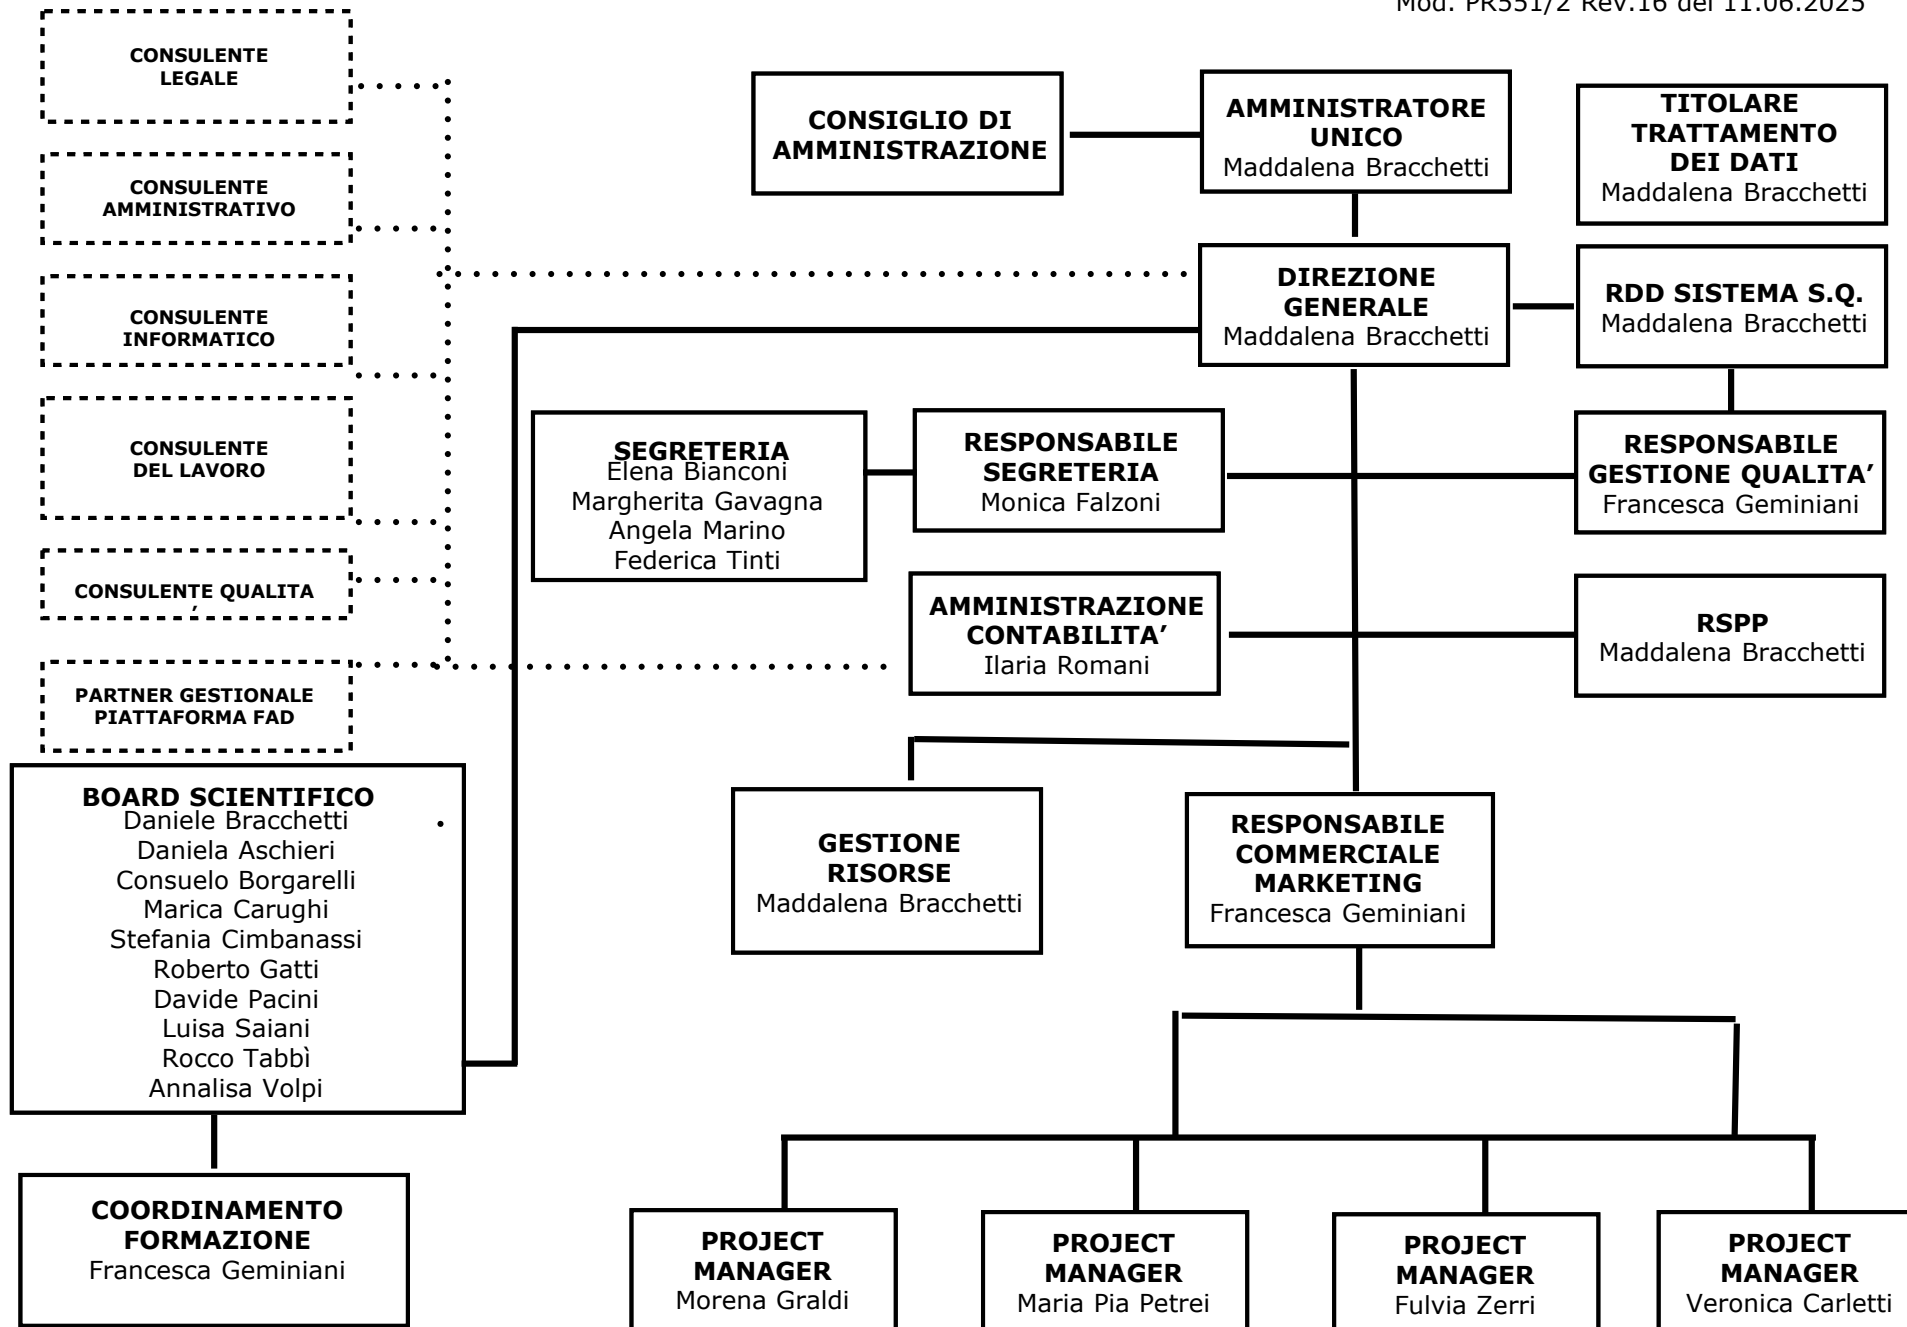 Mod. PR551/2 Rev.16 del 11.06.2025
CONSULENTE
LEGALE
CONSULENTE
AMMINISTRATIVO
CONSULENTE
INFORMATICO
CONSULENTE
DEL LAVORO
CONSULENTE QUALITA
’
PARTNER GESTIONALE
PIATTAFORMA FAD
CONSIGLIO DI
AMMINISTRAZIONE
AMMINISTRATORE
UNICO
Maddalena Bracchetti
TITOLARE
TRATTAMENTO
DEI DATI
Maddalena Bracchetti
DIREZIONE
GENERALE
Maddalena Bracchetti
RDD SISTEMA S.Q.
Maddalena Bracchetti
SEGRETERIA
Elena Bianconi
Margherita Gavagna
Angela Marino
Federica Tinti
RESPONSABILE
SEGRETERIA
Monica Falzoni
RESPONSABILE
GESTIONE QUALITA’
Francesca Geminiani
AMMINISTRAZIONE
CONTABILITA’
Ilaria Romani
RSPP
Maddalena Bracchetti
BOARD SCIENTIFICO
Daniele Bracchetti
Daniela Aschieri
Consuelo Borgarelli
Marica Carughi
Stefania Cimbanassi
Roberto Gatti
Davide Pacini
Luisa Saiani
Rocco Tabbì
Annalisa Volpi
GESTIONE
RISORSE
Maddalena Bracchetti
RESPONSABILE
COMMERCIALE
MARKETING
Francesca Geminiani
COORDINAMENTO
FORMAZIONE
Francesca Geminiani
PROJECT
MANAGER
Morena Graldi
PROJECT
MANAGER
Maria Pia Petrei
PROJECT
MANAGER
Fulvia Zerri
PROJECT
MANAGER
Veronica Carletti